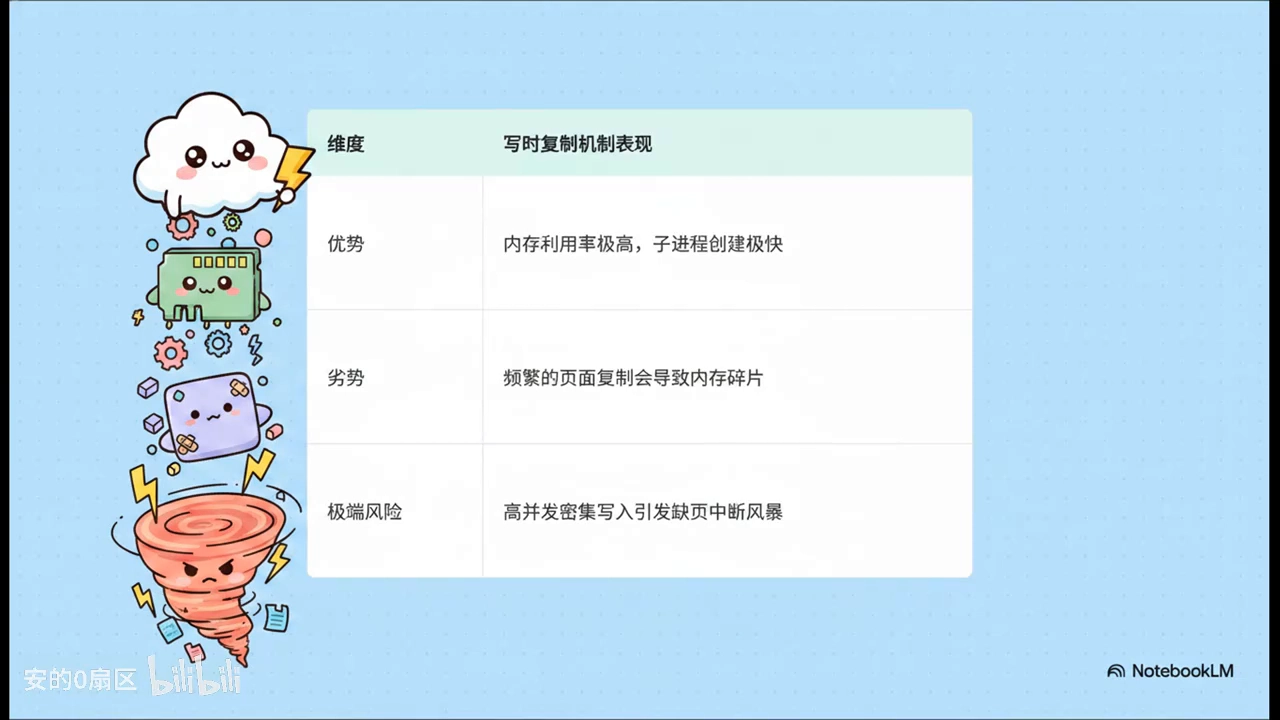 维度
写时复制机制表现
优势
内存利用率极高，子进程创建极快
劣势
频繁的页面复制会导致内存碎片
极端风险
高并发密集写入引发缺页中断风暴
安的0扇区 bilibili
NotebookLM